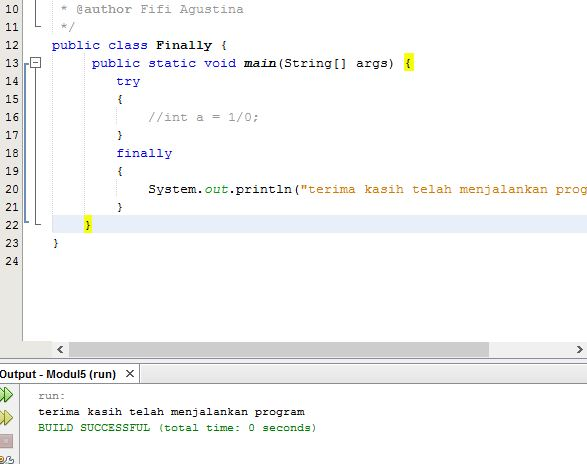 10 * @author Fifi Agustina
11 */
12 public class Finally {
13 public static void main(String[] args) {
14 try
15 {
16 //int a = 1/0;
17 }
18 finally
19 {
20 System.out.println("terima kasih telah menjalankan prog
21 }
22 }
23 }
24
Output - Modul5 (run) ×
run:
terima kasih telah menjalankan program
BUILD SUCCESSFUL (total time: 0 seconds)